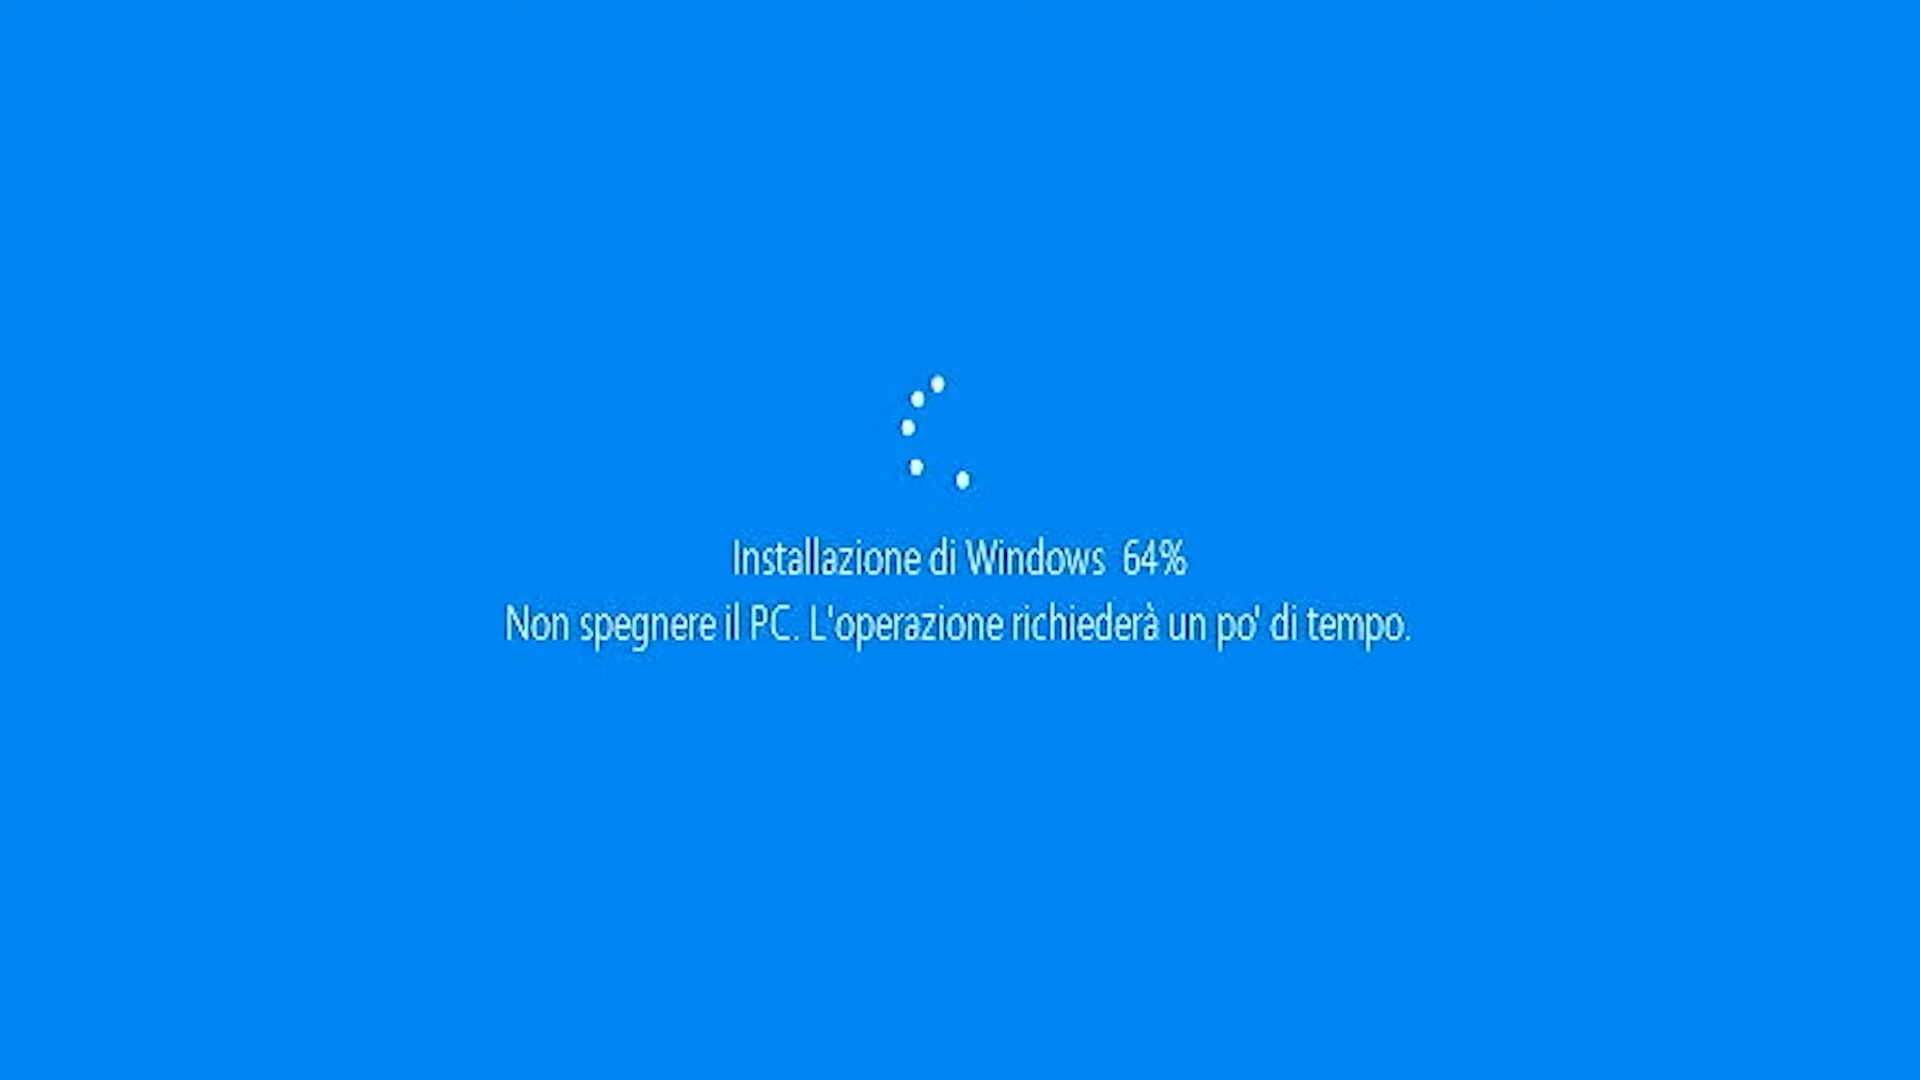 Installazione di Windows 64%
Non spegnere il PC. L'operazione richiederà un po' di tempo.